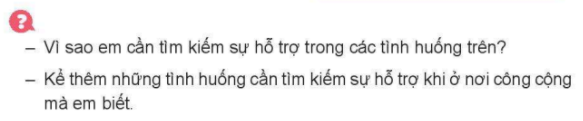 ?
– Vì sao em cần tìm kiếm sự hỗ trợ trong các tình huống trên?
– Kể thêm những tình huống cần tìm kiếm sự hỗ trợ khi ở nơi công cộng
mà em biết.